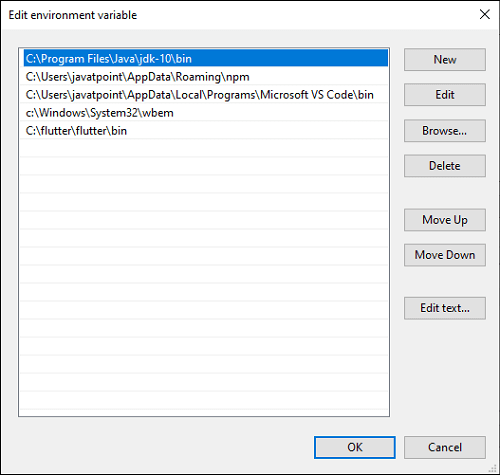 Edit environment variable
C:\Program Files\Java\jdk-10\bin
New
C:\Users\javatpoint\AppData\Roaming\npm
C:\Users\javatpoint\AppData\Local\Programs\Microsoft VS Code\bin
Edit
c:\Windows\System32\wbem
C:\flutter\flutter\bin
Browse...
Delete
Move Up
Move Down
Edit text...
OK
Cancel